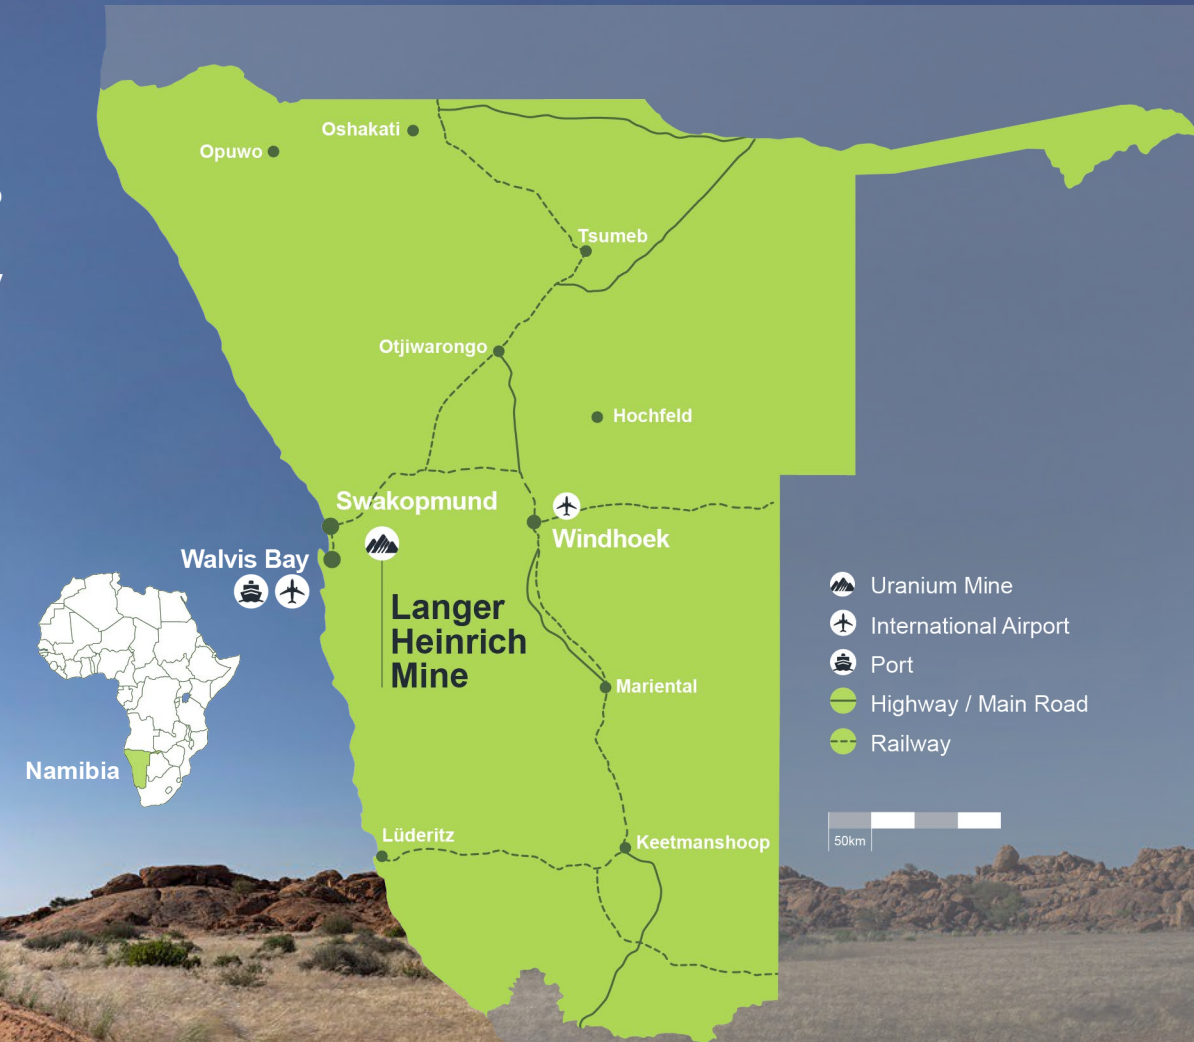 Oshakati
Opuwo
Tsumeb
Otjiwarongo
Hochfeld
Swakopmund
Windhoek
Walvis Bay
Langer
Heinrich
Mine
Mariental
Namibia
Lüderitz
Keetmanshoop
Uranium Mine
International Airport
Port
Highway / Main Road
Railway
50km